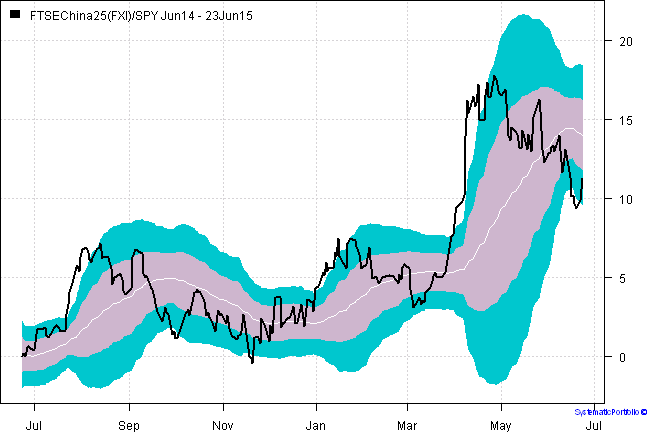 FTSEChina25(FXI)/SPY Jun14 - 23Jun15
20
15
10
5
0
SystematicPortfolio ©
Jul Sep Nov Jan Mar May Jul